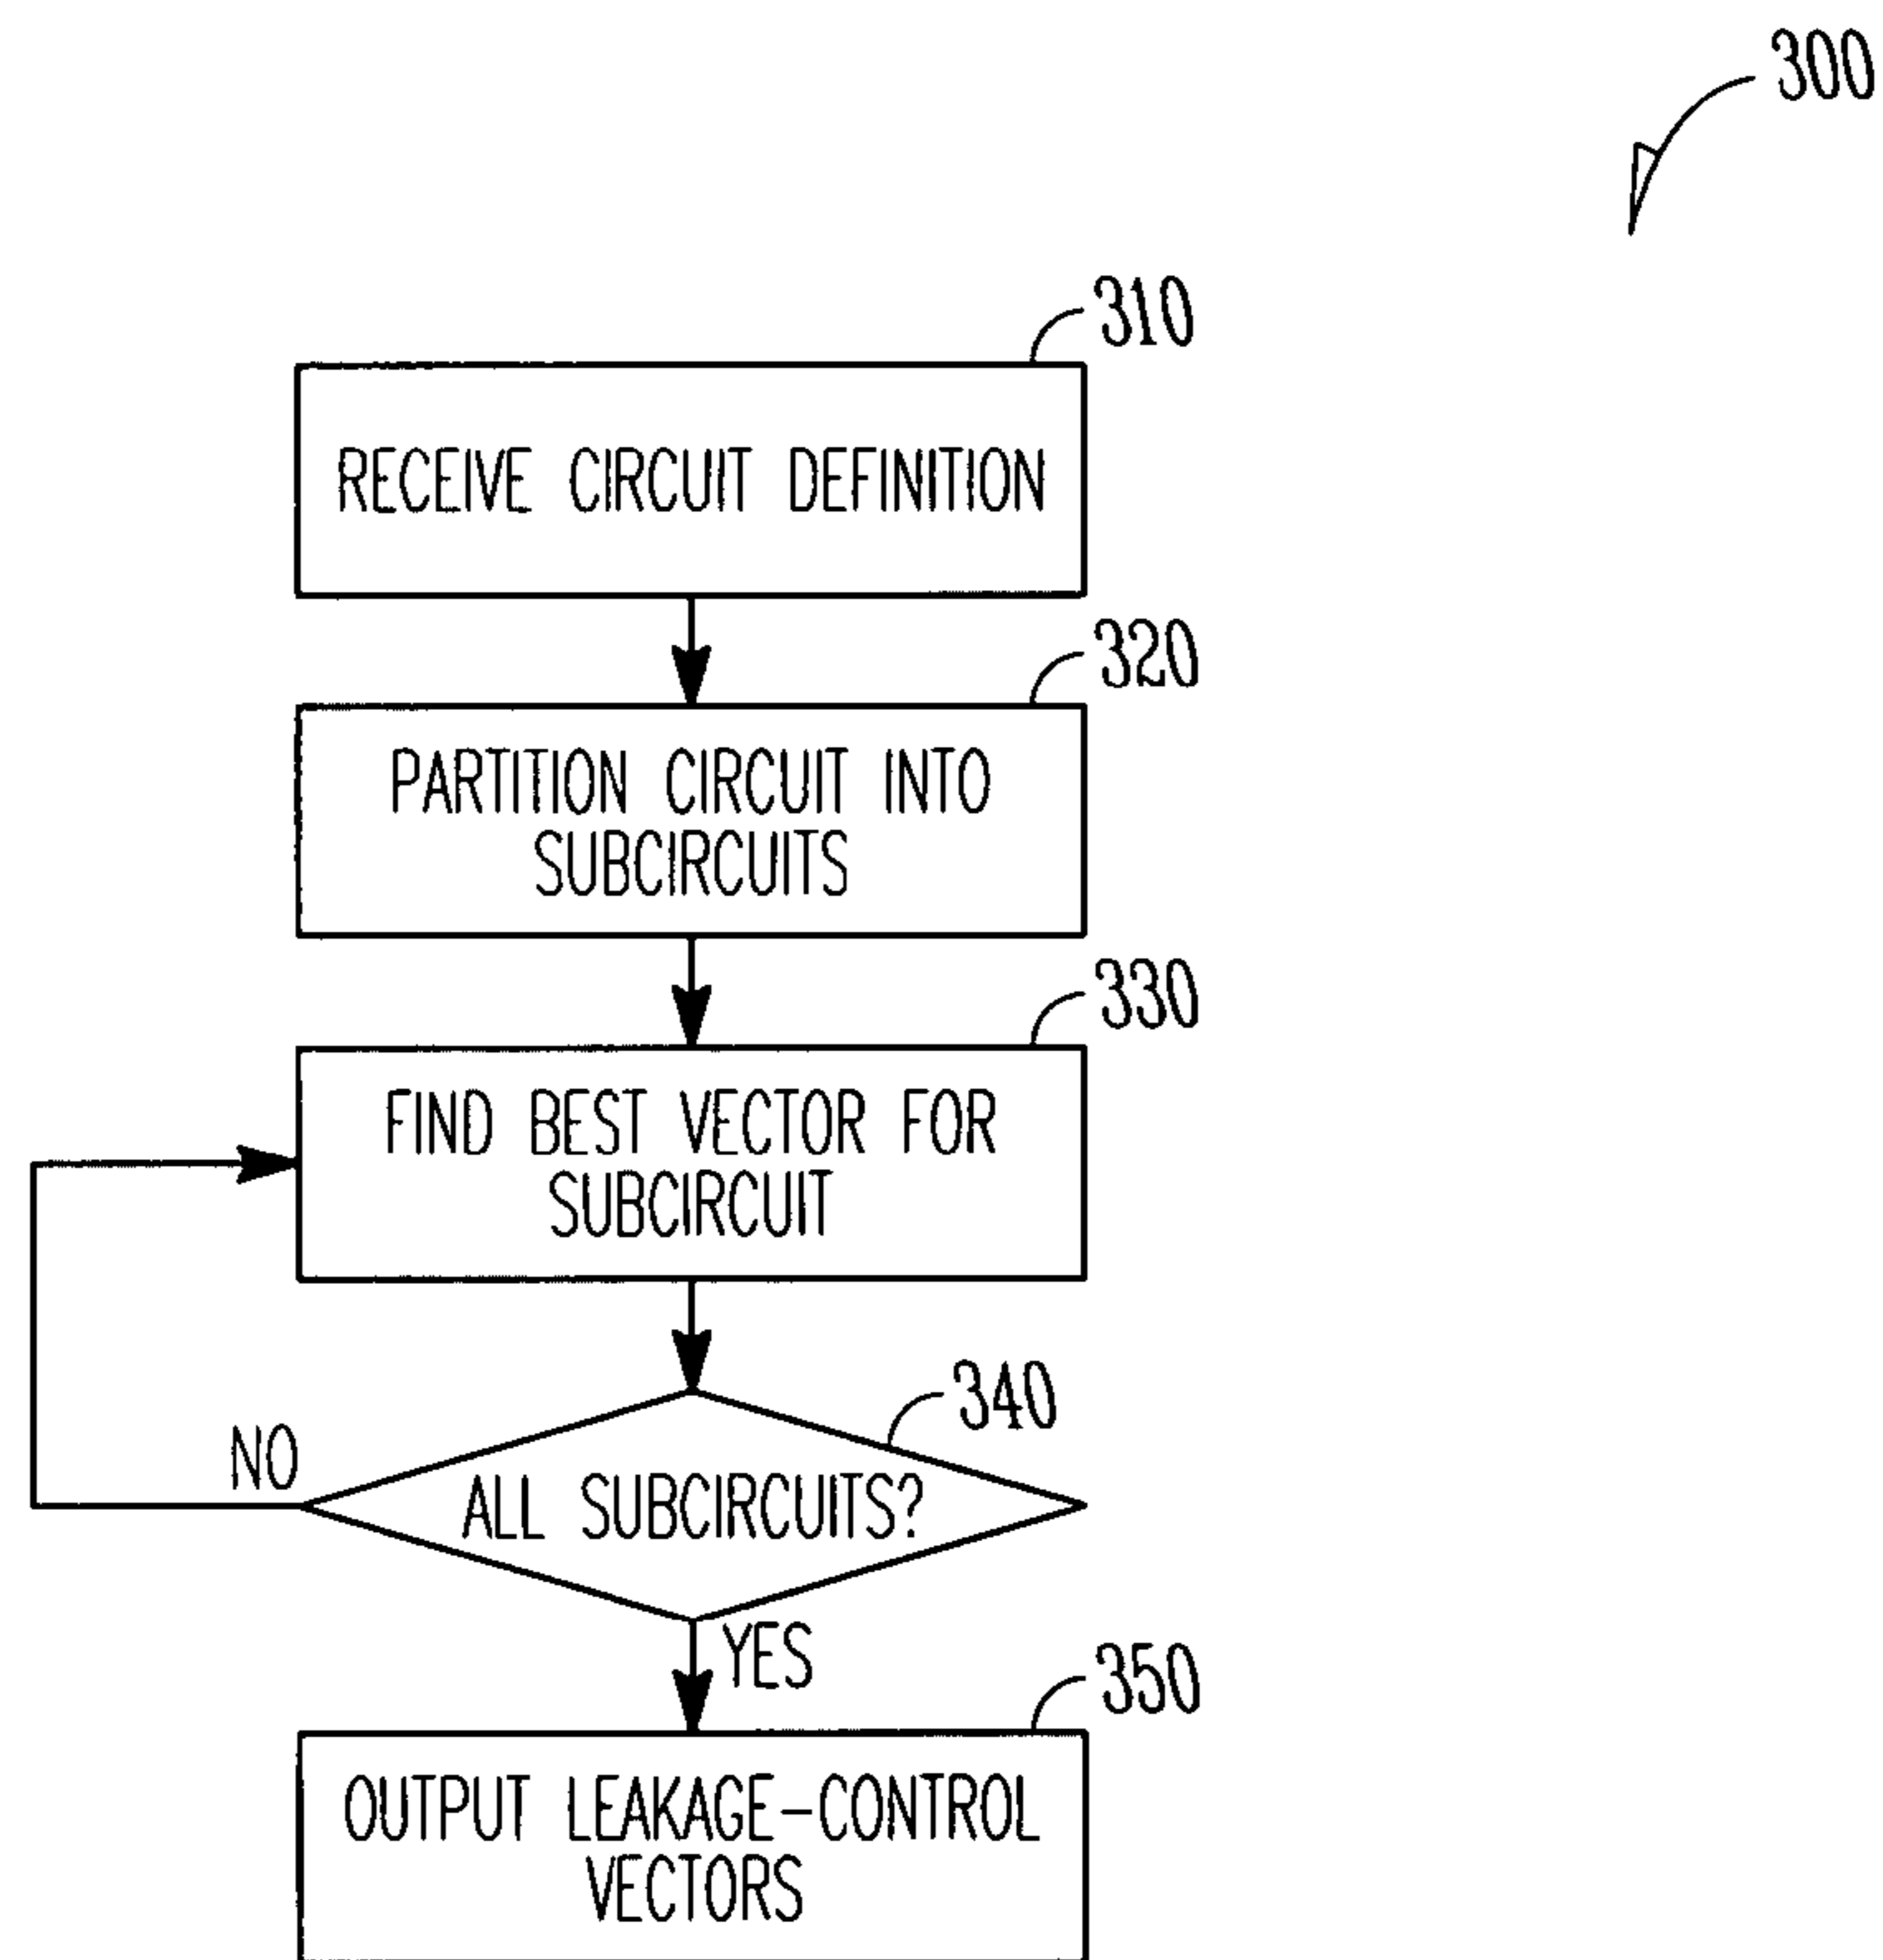 300
310
RECEIVE CIRCUIT DEFINITION
320
PARTITION CIRCUIT INTO
SUBCIRCUITS
330
FIND BEST VECTOR FOR
SUBCIRCUIT
340
NO
ALL SUBCIRCUITS?
YES
350
OUTPUT LEAKAGE-CONTROL
VECTORS